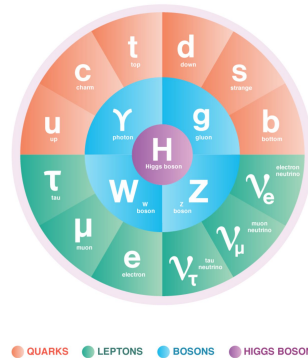 t
top
d
down
c
charm
s
strange
u
up
b
bottom
γ
photon
g
gluon
H
Higgs boson
W
W
boson
Z
Z
boson
τ
tau
νe
electron
neutrino
μ
muon
νμ
muon
neutrino
e
electron
ντ
tau
neutrino
QUARKS LEPTONS BOSONS HIGGS BOSON